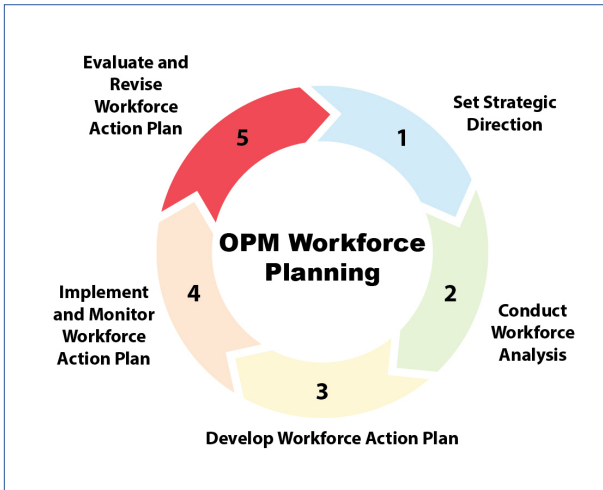 OPM Workforce
Planning
1
Set Strategic
Direction
2
Conduct
Workforce
Analysis
3
Develop Workforce Action Plan
4
Implement
and Monitor
Workforce
Action Plan
5
Evaluate and
Revise
Workforce
Action Plan